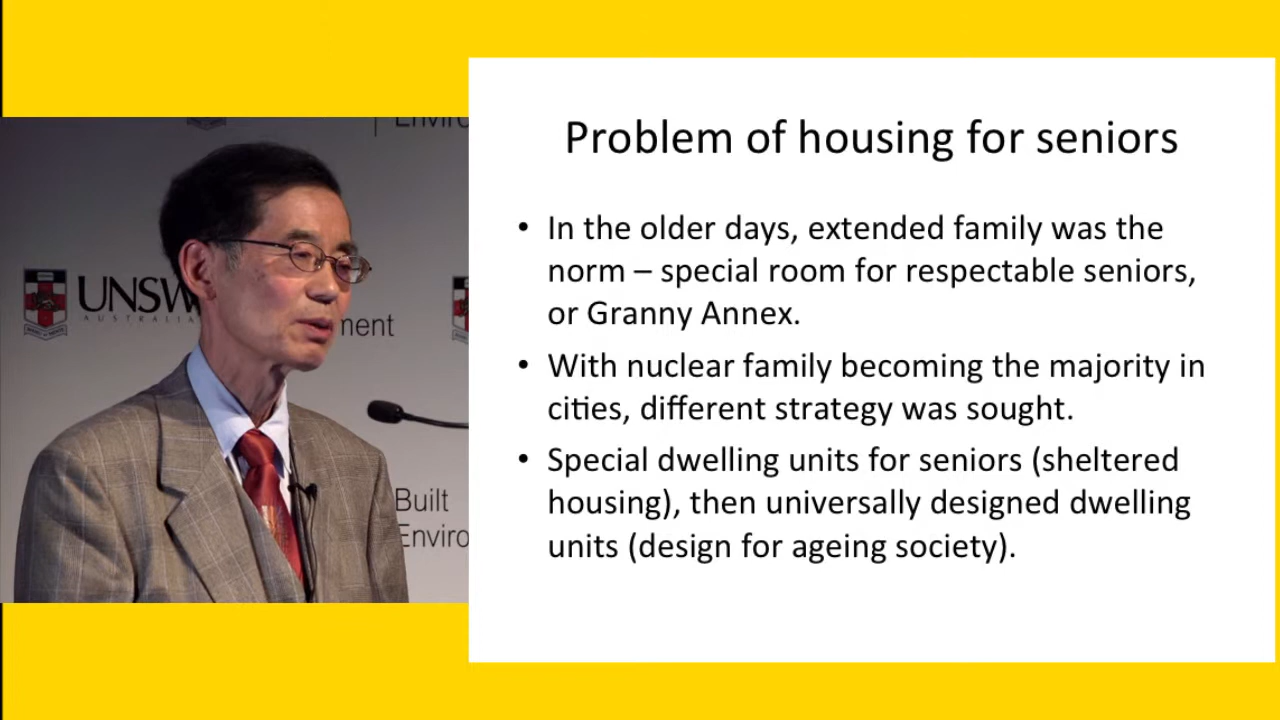 Enviro
UNSW
AUSTRALIA
ment
Built
Enviro
Problem of housing for seniors
• In the older days, extended family was the
norm – special room for respectable seniors,
or Granny Annex.
• With nuclear family becoming the majority in
cities, different strategy was sought.
• Special dwelling units for seniors (sheltered
housing), then universally designed dwelling
units (design for ageing society).